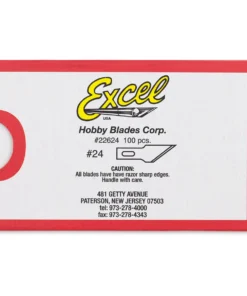 Excel
USA
Hobby Blades Corp.
#22624 100 pcs.
#24
CAUTION:
All blades have have razor sharp edges.
Handle with care.
481 GETTY AVENUE
PATERSON, NEW JERSEY 07503
tel: 973-278-4000
fax: 973-278-4343